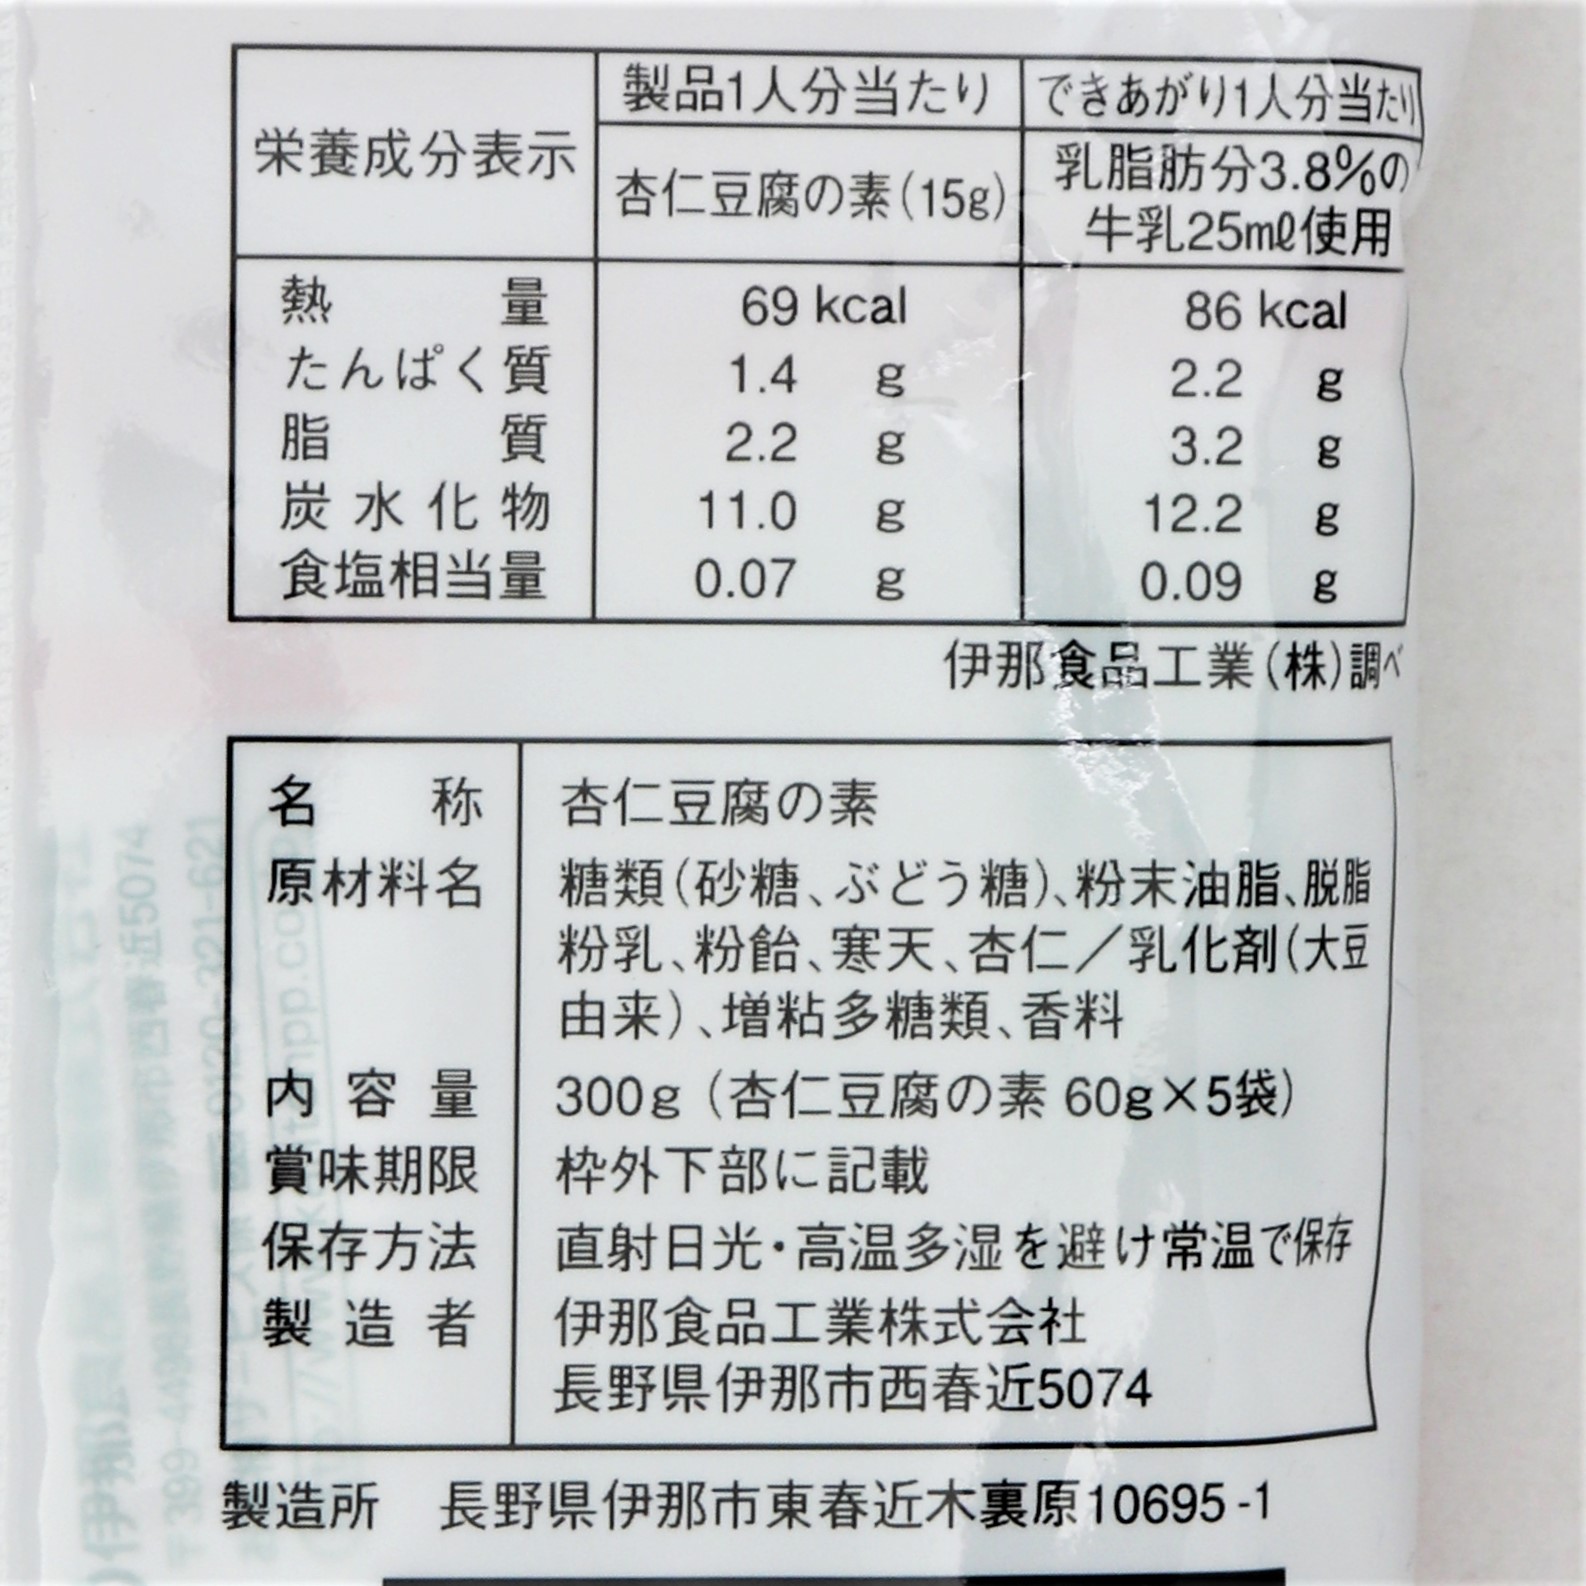 栄養成分表示 製品1人分当たり できあがり1人分当たり
杏仁豆腐の素(15g) 乳脂肪分3.8%の
牛乳25mℓ使用
熱量 69 kcal 86 kcal
たんぱく質 1.4 g 2.2 g
脂質 2.2 g 3.2 g
炭水化物 11.0 g 12.2 g
食塩相当量 0.07 g 0.09 g
伊那食品工業(株)調べ
名称 杏仁豆腐の素
原材料名 糖類(砂糖、ぶどう糖)、粉末油脂、脱脂
粉乳、粉飴、寒天、杏仁／乳化剤(大豆
由来)、増粘多糖類、香料
内容量 300g (杏仁豆腐の素 60g×5袋)
賞味期限 枠外下部に記載
保存方法 直射日光・高温多湿を避け常温で保存
製造者 伊那食品工業株式会社
長野県伊那市西春近5074
製造所 長野県伊那市東春近木裏原10695-1